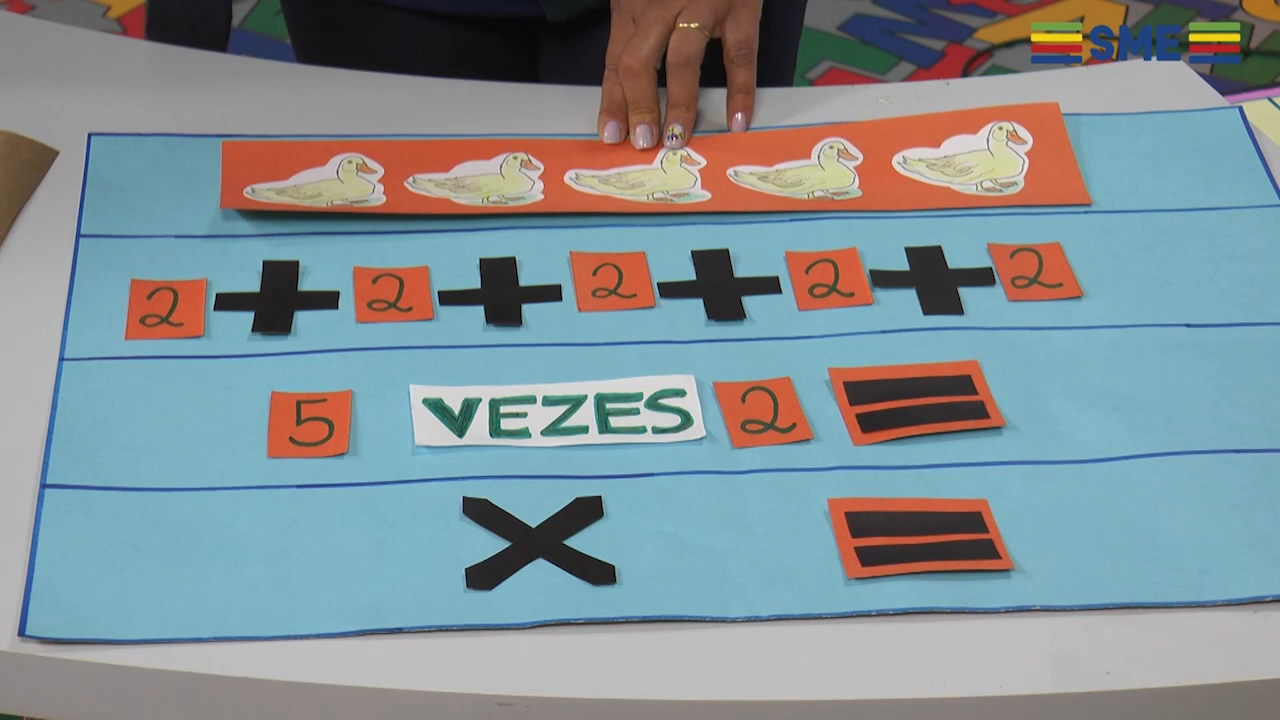 SME
2 + 2 + 2 + 2 + 2
5 VEZES 2 =
X =